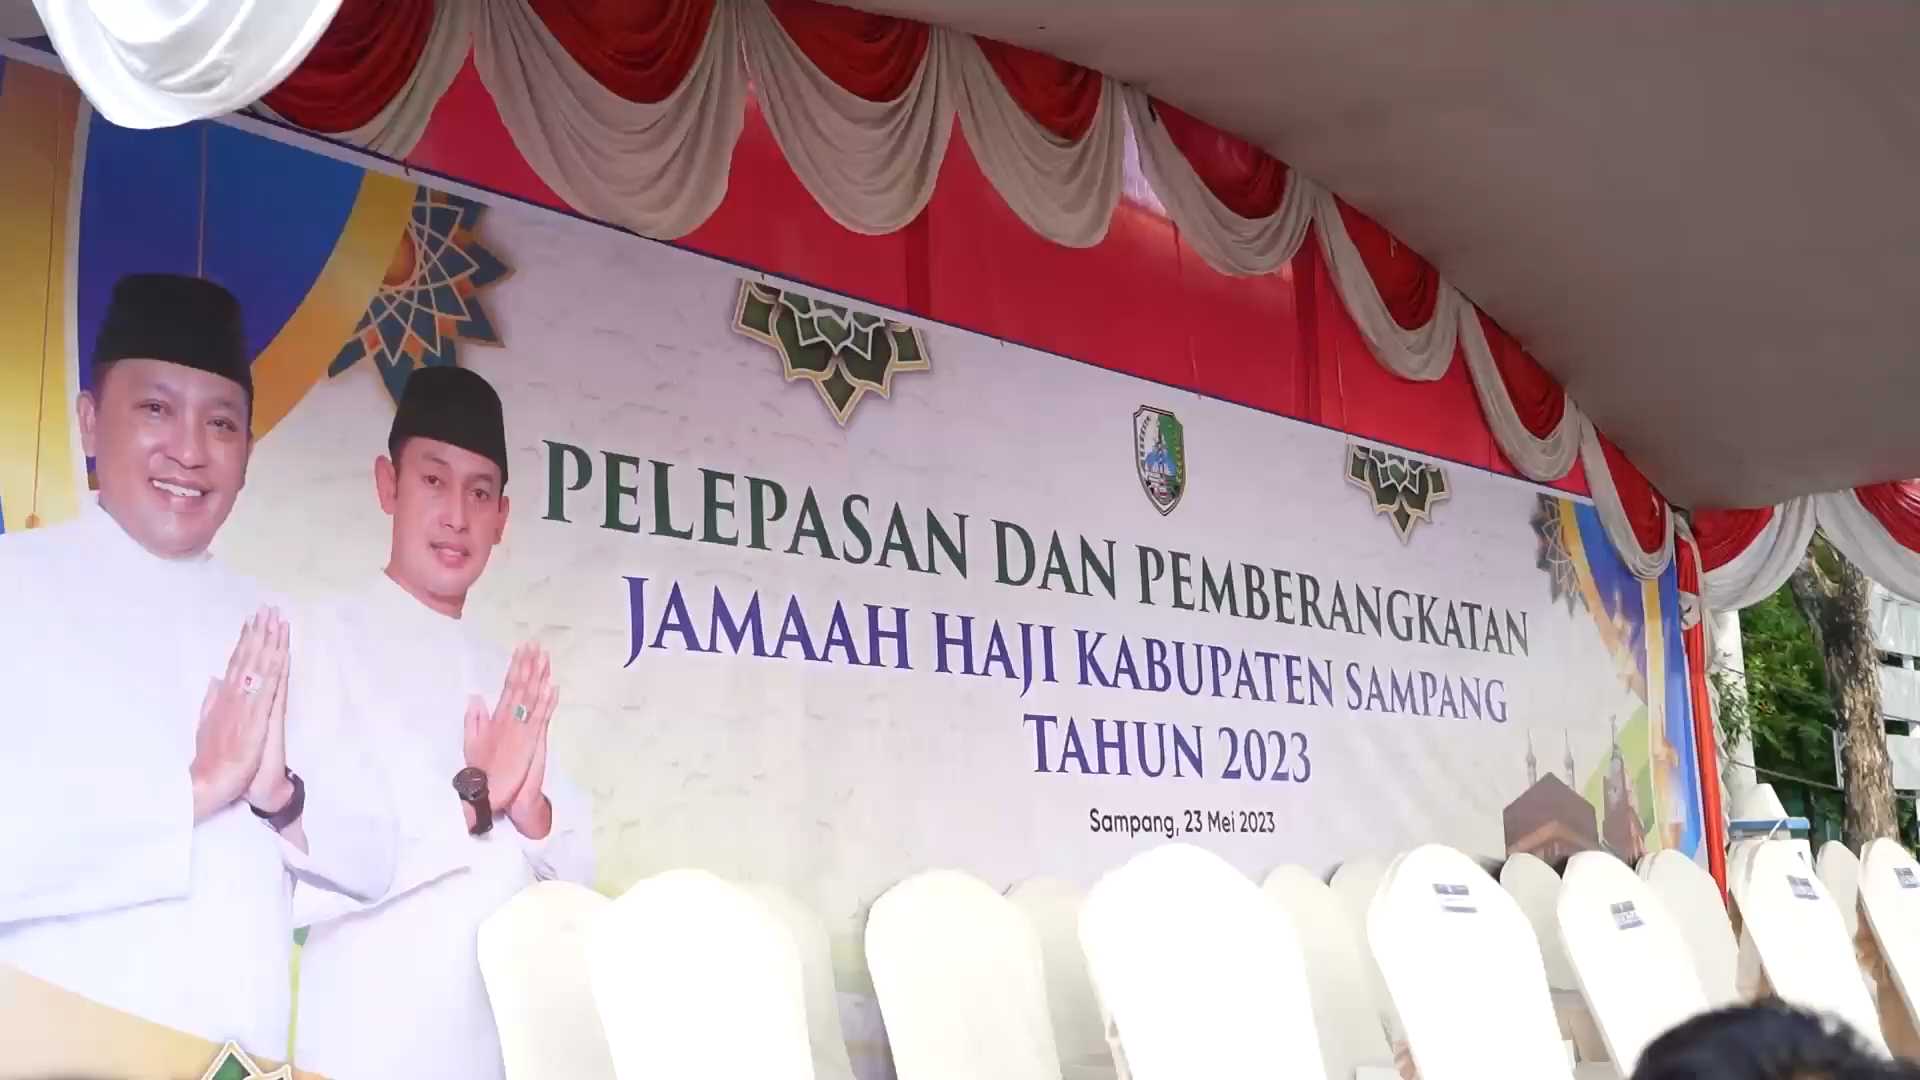 PELEPASAN DAN PEMBERANGKATAN
JAMAAH HAJI KABUPATEN SAMPANG
TAHUN 2023
Sampang, 23 Mei 2023